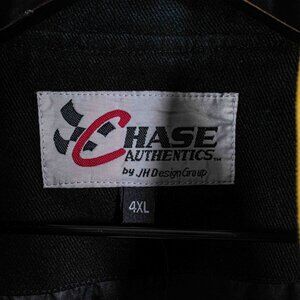 CHASE
AUTHENTICS™
by JH Design Group
4XL